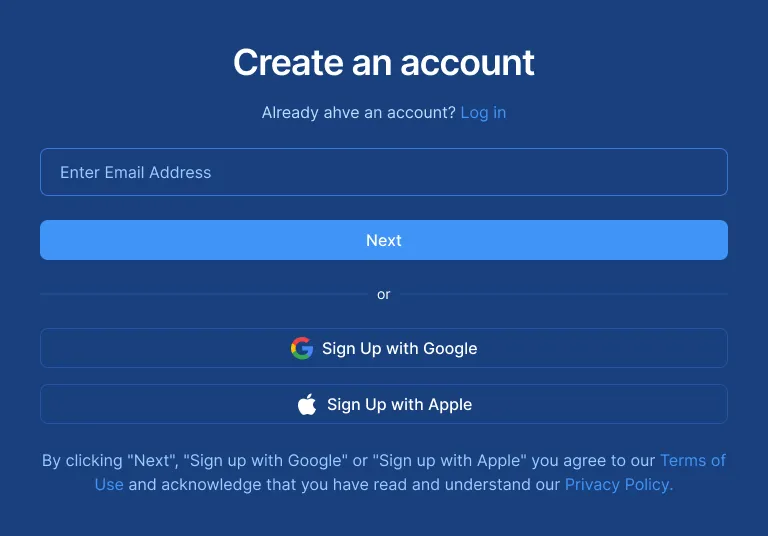 Create an account
Already ahve an account? Log in
Enter Email Address
Next
or
Sign Up with Google
Sign Up with Apple
By clicking "Next", "Sign up with Google" or "Sign up with Apple" you agree to our Terms of
Use and acknowledge that you have read and understand our Privacy Policy.